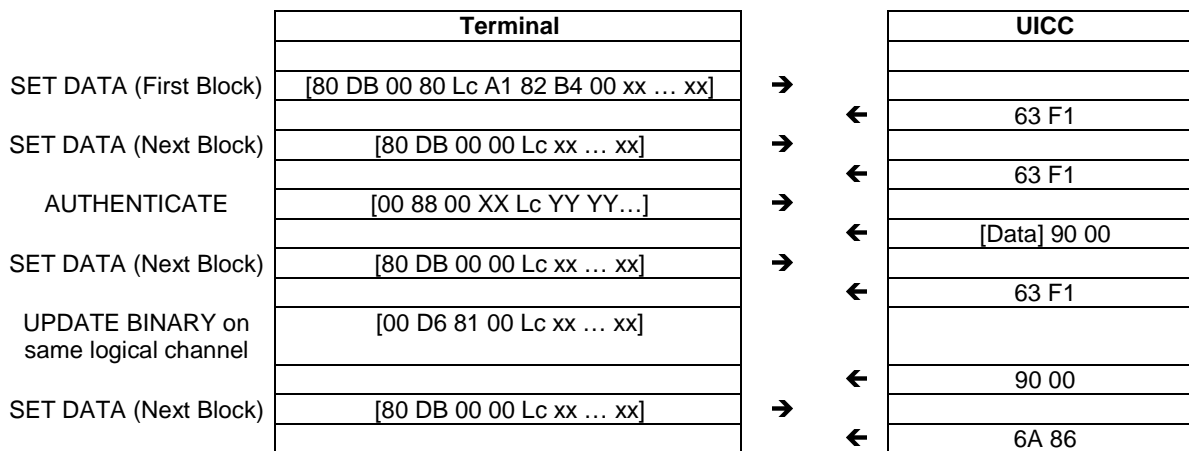 Terminal UICC
SET DATA (First Block) [80 DB 00 80 Lc A1 82 B4 00 xx … xx] →
← 63 F1
SET DATA (Next Block) [80 DB 00 00 Lc xx … xx] →
← 63 F1
AUTHENTICATE [00 88 00 XX Lc YY YY…] →
← [Data] 90 00
SET DATA (Next Block) [80 DB 00 00 Lc xx … xx] →
← 63 F1
UPDATE BINARY on [00 D6 81 00 Lc xx … xx]
same logical channel
← 90 00
SET DATA (Next Block) [80 DB 00 00 Lc xx … xx] →
← 6A 86